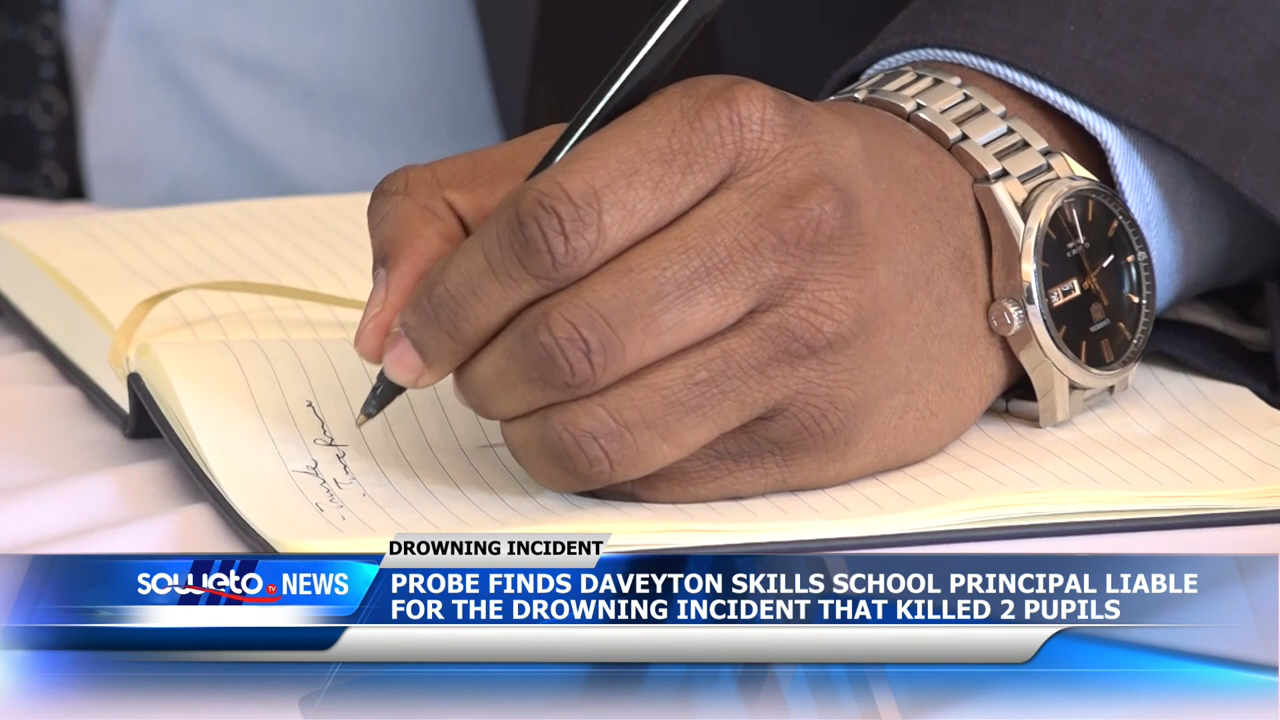 DROWNING INCIDENT
soweto TV NEWS
PROBE FINDS DAVEYTON SKILLS SCHOOL PRINCIPAL LIABLE
FOR THE DROWNING INCIDENT THAT KILLED 2 PUPILS